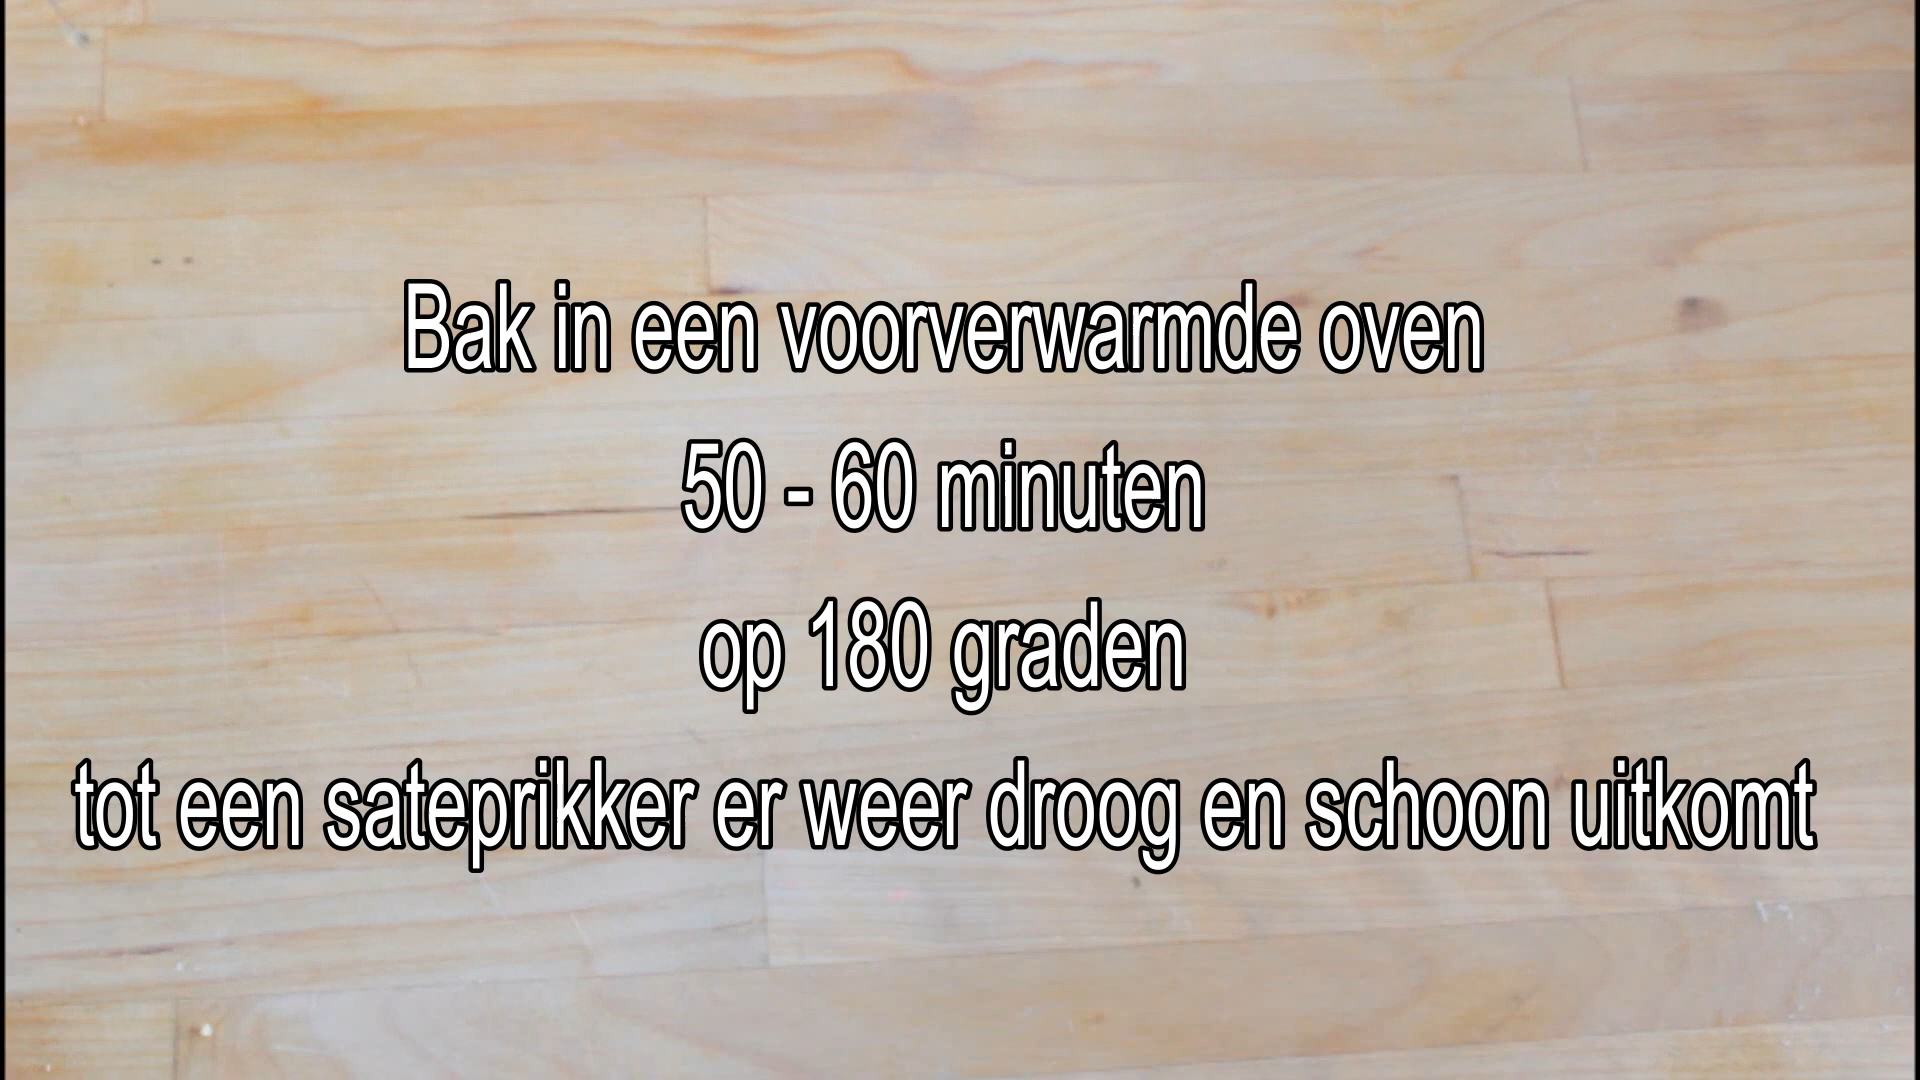 Bak in een voorverwarmde oven
50 - 60 minuten
op 180 graden
tot een sateprikker er weer droog en schoon uitkomt